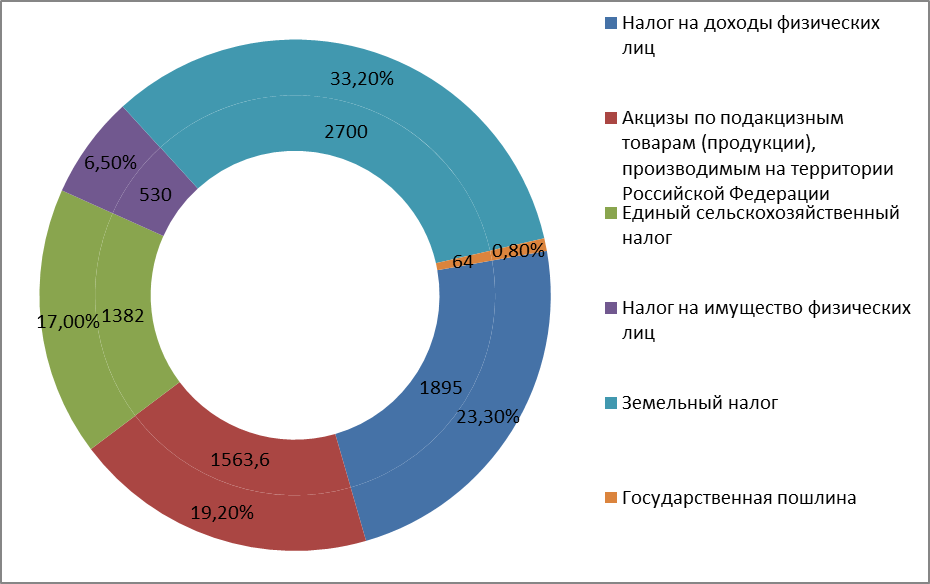 33,20%
2700
6,50%
530
0,80%
64
17,00%
1382
1895
23,30%
1563,6
19,20%
Налог на доходы физических
лиц
Акцизы по подакцизным
товарам (продукции),
производимым на территории
Российской Федерации
Единый сельскохозяйственный
налог
Налог на имущество физических
лиц
Земельный налог
Государственная пошлина